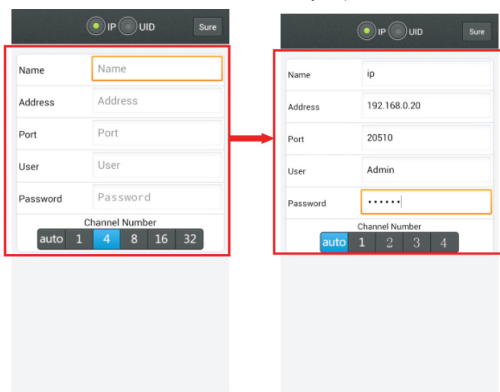 IP UID Sure
Name Name
Address Address
Port Port
User User
Password Password
Channel Number
auto 1 4 8 16 32
IP UID Sure
Name ip
Address 192.168.0.20
Port 20510
User Admin
Password ••••••
Channel Number
auto 1 2 3 4